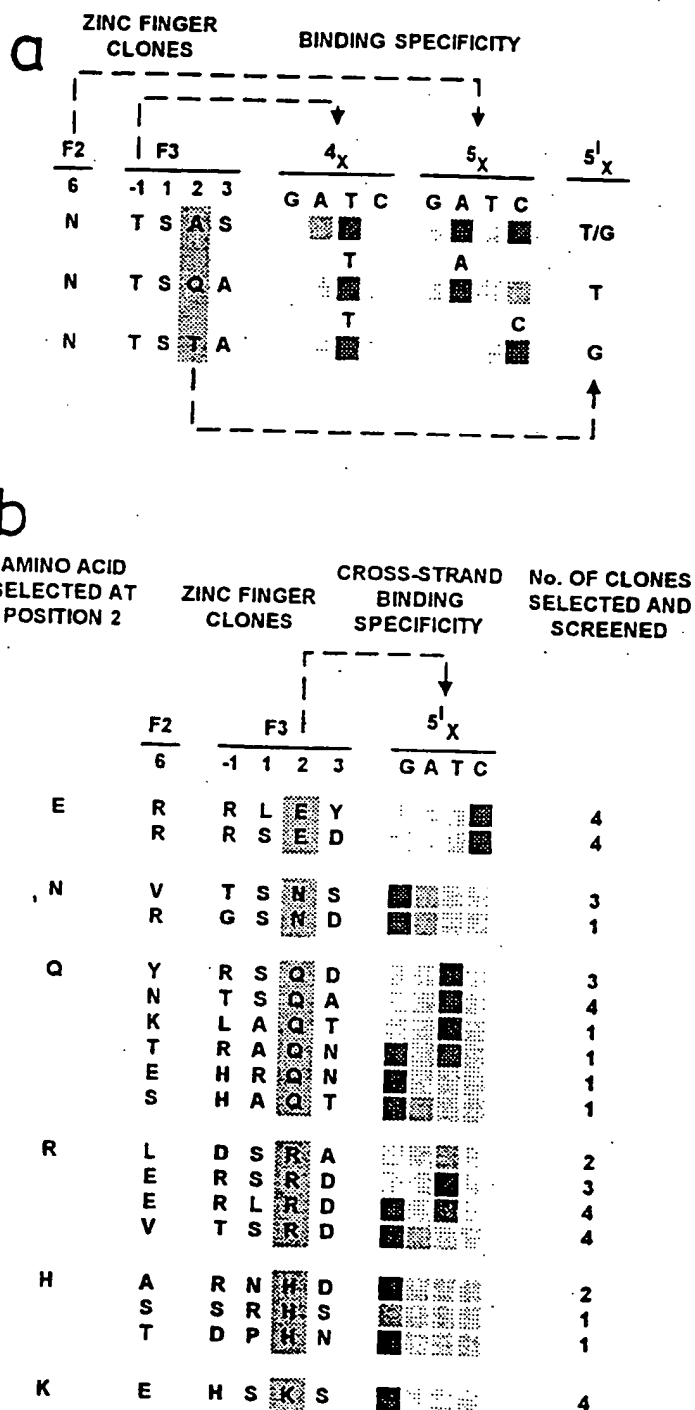 a
ZINC FINGER CLONES BINDING SPECIFICITY
F2 F3 4X 5X 5'X
6 -1 1 2 3 G A T C G A T C
N T S A S T/G
T A
N T S Q A T
T C
N T S T A G
b
AMINO ACID SELECTED AT POSITION 2 ZINC FINGER CLONES CROSS-STRAND BINDING SPECIFICITY No. OF CLONES SELECTED AND SCREENED
F2 F3 5'X
6 -1 1 2 3 G A T C
E R R L E Y 4
R R S E D 4
N V T S N S 3
R G S N D 1
Q Y R S Q D 3
N T S Q A 4
K L A Q T 1
T R A Q N 1
E H R Q N 1
S H A Q T 1
R L D S R A 2
E R S R D 3
E R L R D 4
V T S R D 4
H A R N H D 2
S S R H S 1
T D P H N 1
K E H S K S 4